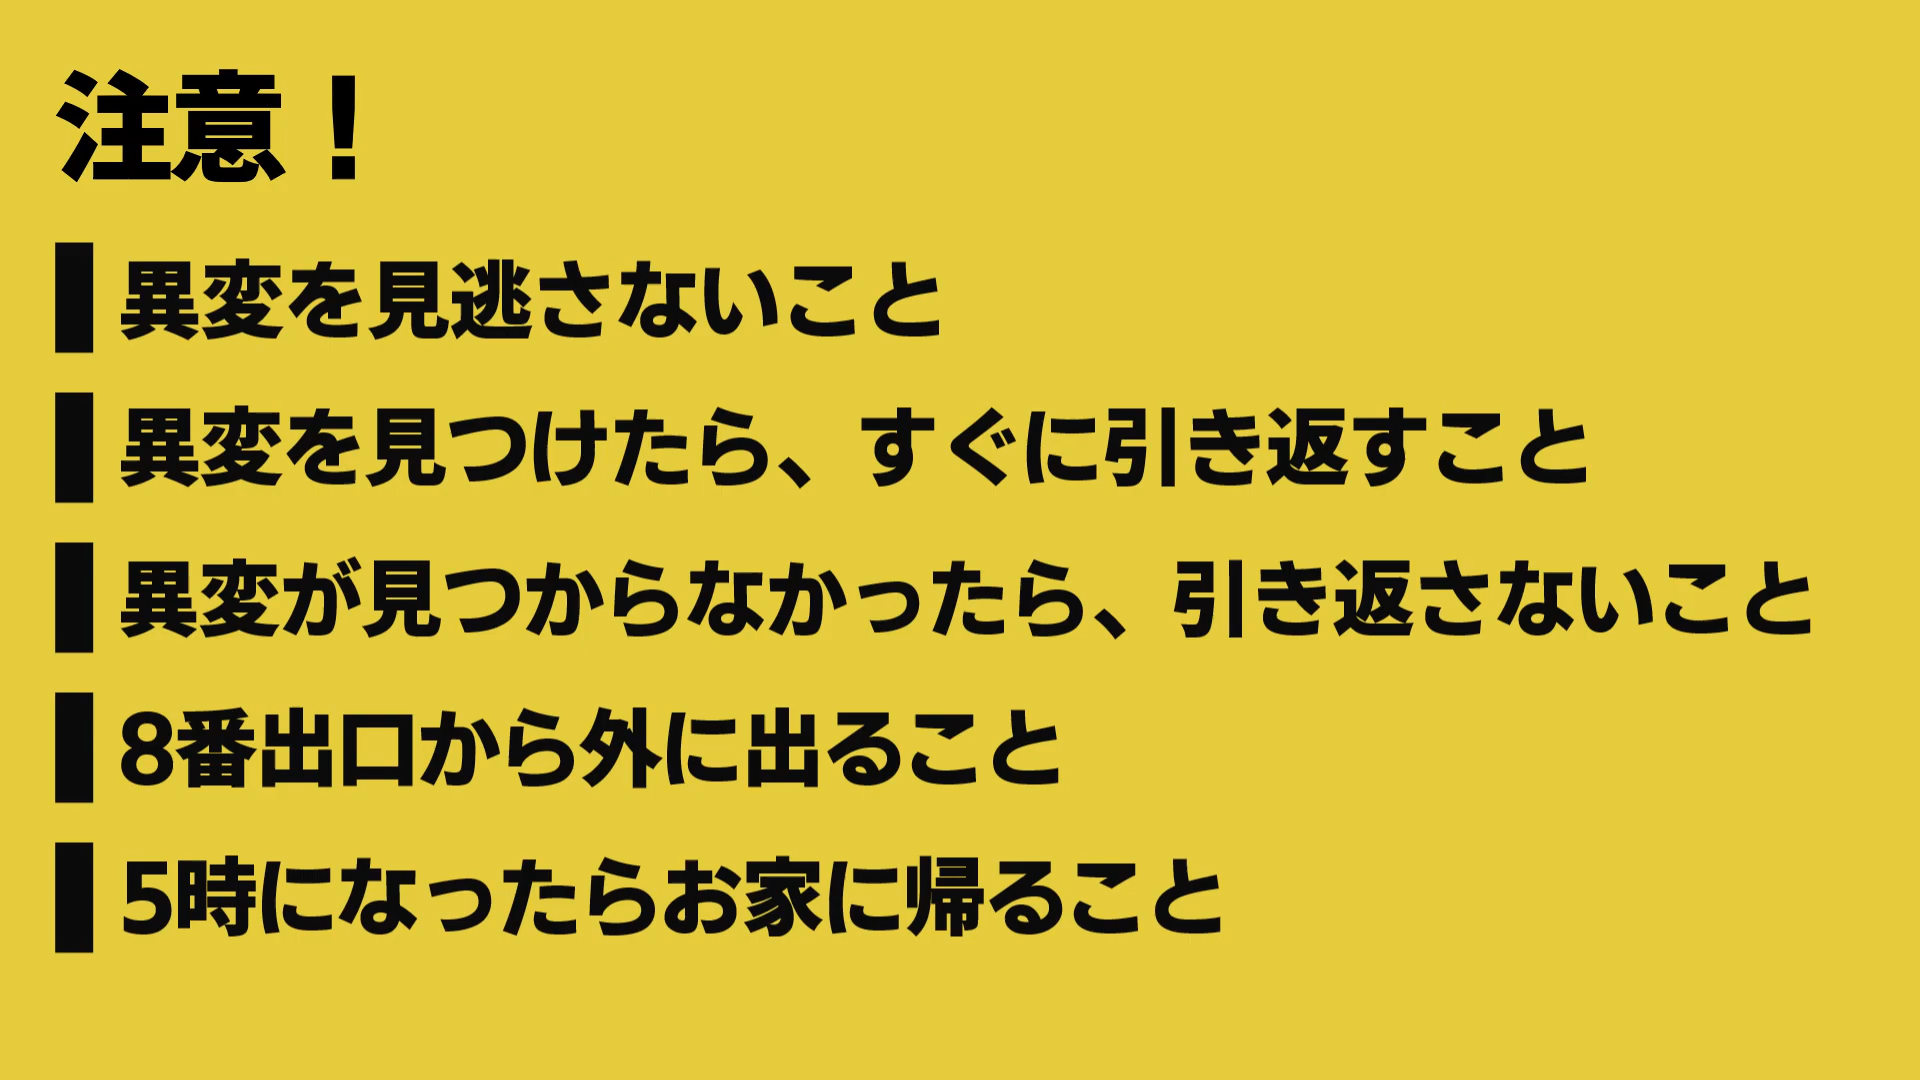 注意！
異変を見逃さないこと
異変を見つけたら、すぐに引き返すこと
異変が見つからなかったら、引き返さないこと
8番出口から外に出ること
5時になったらお家に帰ること